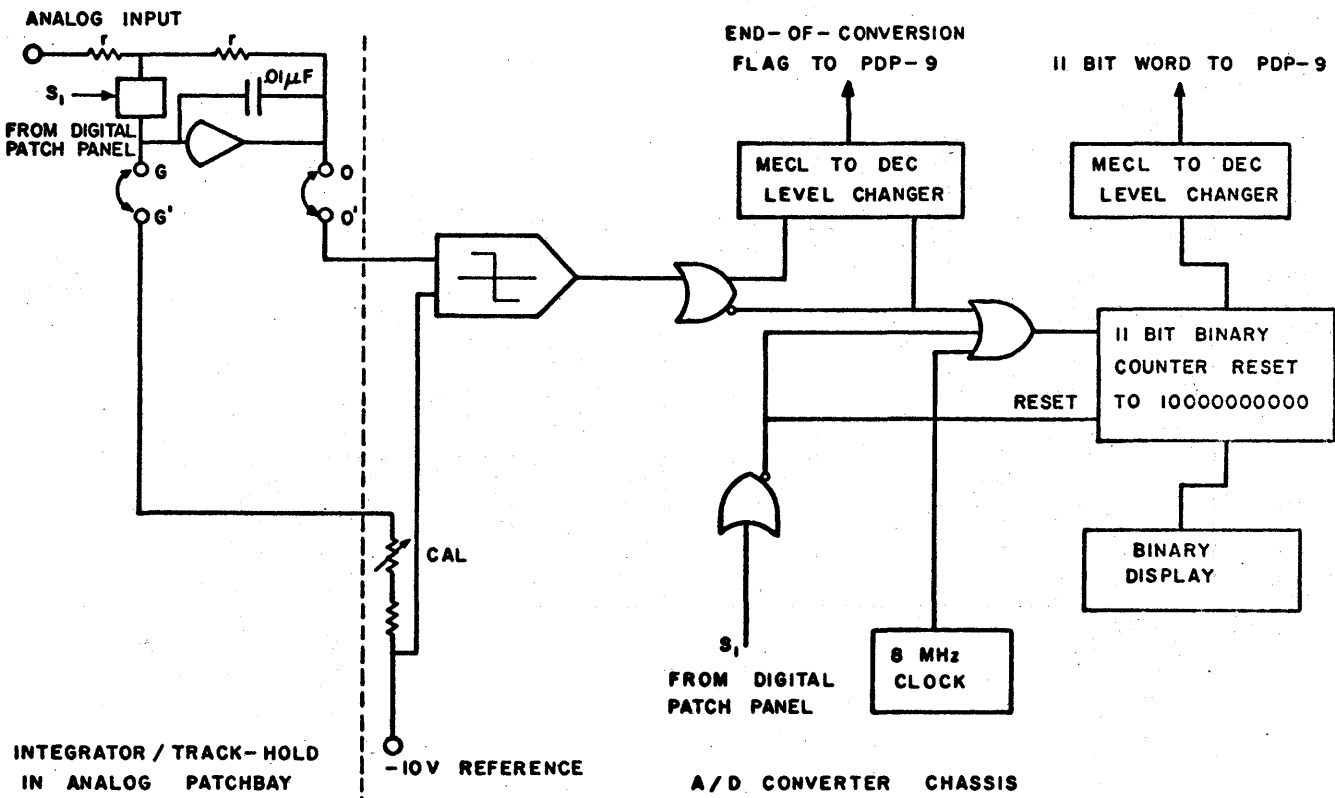 ANALOG INPUT
r
r
.01μF
S1
FROM DIGITAL
PATCH PANEL
G
G'
O
O'
END-OF-CONVERSION
FLAG TO PDP-9
11 BIT WORD TO PDP-9
MECL TO DEC
LEVEL CHANGER
MECL TO DEC
LEVEL CHANGER
11 BIT BINARY
COUNTER RESET
TO 10000000000
RESET
CAL
BINARY
DISPLAY
S1
FROM DIGITAL
PATCH PANEL
8 MHz
CLOCK
-10V REFERENCE
INTEGRATOR / TRACK-HOLD
IN ANALOG PATCHBAY
A/D CONVERTER CHASSIS